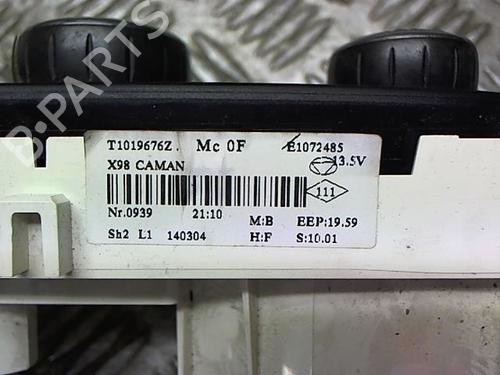 B-PARTS
T1019676Z. Mc 0F E1072485
X98 CAMAN 13.5V
111
Nr.0939 21:10 M:B EEP:19.59
Sh2 L1 140304 H:F S:10.01